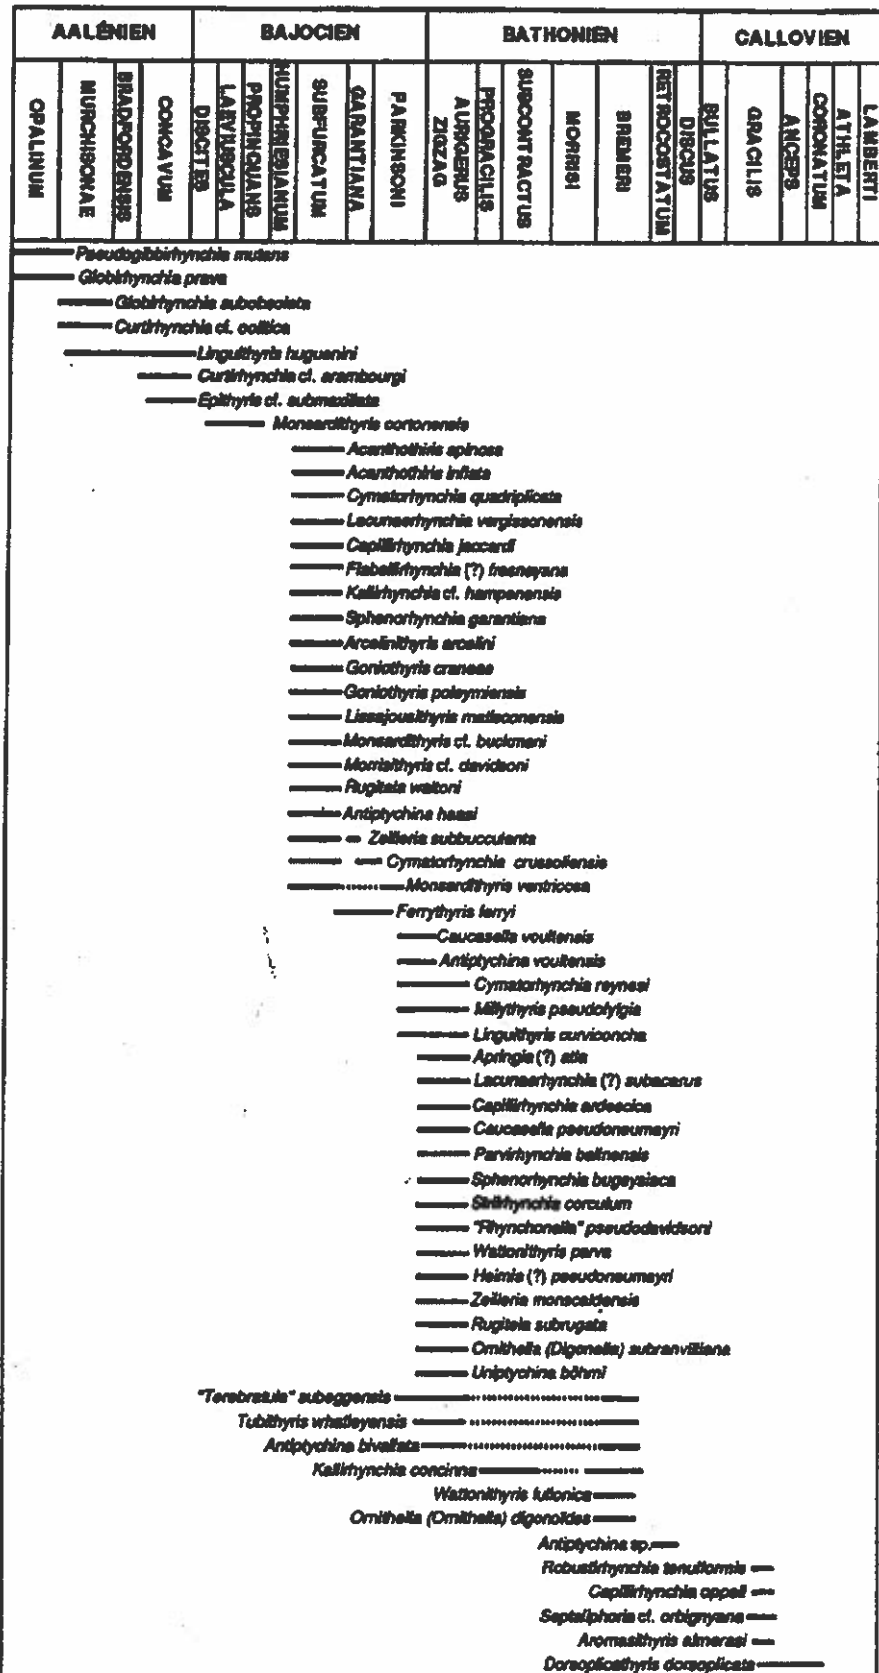 AALÉNIEN BAJOCIEN BATHONIEN CALLOVIEN
OPALINUM
MURCHISONAE
BRADFORDENSIS
CONCAVUM
DISCITES
LAEVIUSCULA
PROPINQUANS
HUMPHRIESIANUM
SUBFURCATUM
GARANTIANA
PARKINSONI
ZIGZAG
AURIGERUS
PROGRACILIS
SUBCONTRACTUS
MORRISI
BREMERI
RETROCOSTATUM
DISCUS
BULLATUS
GRACILIS
ANCEPS
CORONATUM
ATHLETA
LAMBERTI
Pseudogibbirhynchia mutans
Globirhynchia prava
Globirhynchia subobsoleta
Curtirhynchia cf. oolitica
Linguithyris huguenini
Curtirhynchia cf. arambourgi
Epithyris cf. submaxillata
Monsardithyris cortonensis
Acanthothiris spinosa
Acanthothiris inflata
Cymatorhynchia quadriplicata
Lacunaerhynchia vergissonensis
Capillirhynchia jaccardi
Flabellirhynchia (?) fresneyana
Kallirhynchia cf. hampenensis
Sphenorhynchia garantiana
Arcelinithyris arcelini
Goniothyris craneae
Goniothyris poleymiensis
Lissajousithyris matisconensis
Monsardithyris cf. buckmani
Morrisithyris cf. davidsoni
Rugitela waltoni
Antiptychina haasi
Zeilleria subbucculenta
Cymatorhynchia crussoliensis
Monsardithyris ventricosa
Ferrythyris ferryi
Caucasella voultensis
Antiptychina voultensis
Cymatorhynchia reynesi
Millythyris pseudofylgia
Linguithyris curviconcha
Apringia (?) atla
Lacunaerhynchia (?) subacarus
Capillirhynchia ardescica
Caucasella pseudoneumayri
Parvirhynchia balinensis
Sphenorhynchia bugeysiaca
Striirhynchia corculum
"Rhynchonella" pseudodavidsoni
Wattonithyris parva
Heimia (?) pseudoneumayri
Zeilleria monscaldensis
Rugitela subrugata
Ornithella (Digonella) subranvilliana
Uniptychina böhmi
"Terebratula" subeggensis
Tubithyris whatleyensis
Antiptychina bivallata
Kallirhynchia concinna
Wattonithyris fullonica
Ornithella (Ornithella) digonoides
Antiptychina sp.
Robustirhynchia tenuiformis
Capillirhynchia oppeli
Septaliphoria cf. orbignyana
Aromasithyris almerasi
Dorsoplicathyris dorsoplicata